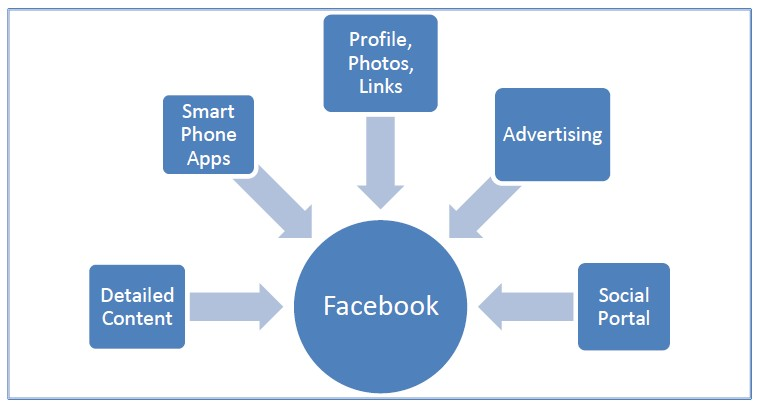 Profile,
Photos,
Links
Smart
Phone
Apps
Advertising
Detailed
Content
Facebook
Social
Portal